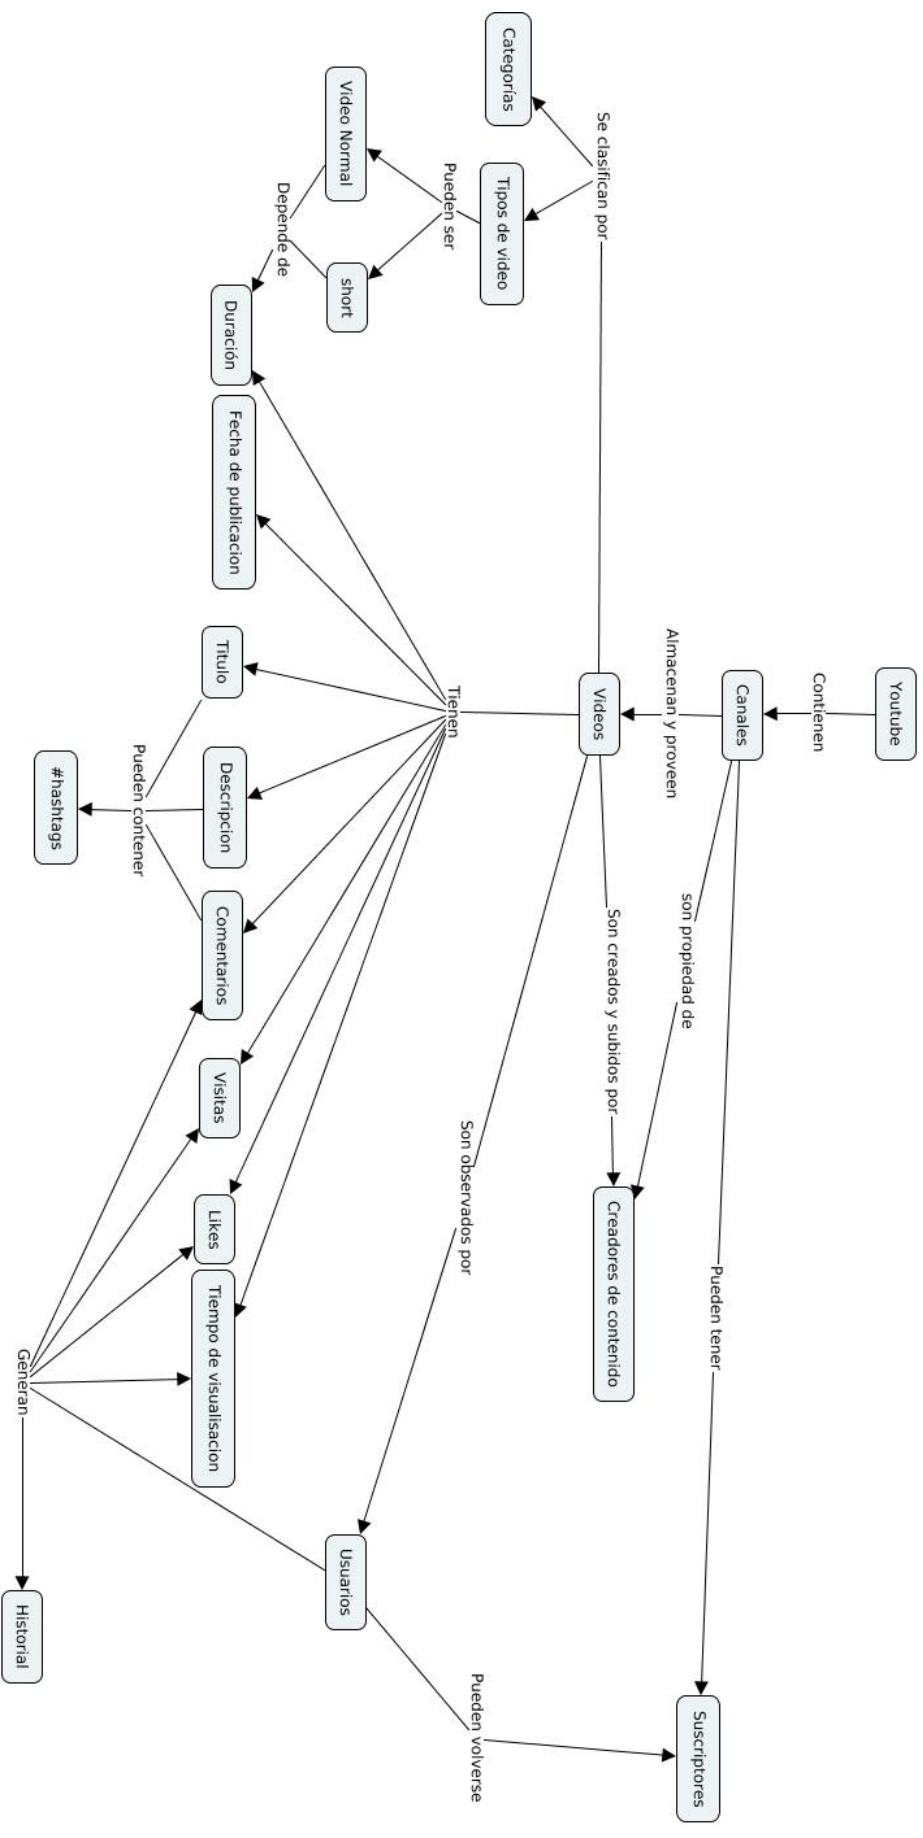 Youtube
Contienen
Canales
Almacenan y proveen
son propiedad de
Pueden tener
Se clasifican por
Videos
Son creados y subidos por
Creadores de contenido
Suscriptores
Categorías
Tipos de video
Pueden ser
Tienen
Son observados por
Pueden volverse
Video Normal
short
Usuarios
Depende de
Duración
Fecha de publicacion
Titulo
Descripcion
Comentarios
Visitas
Likes
Tiempo de visualisacion
Pueden contener
#hashtags
Generan
Historial